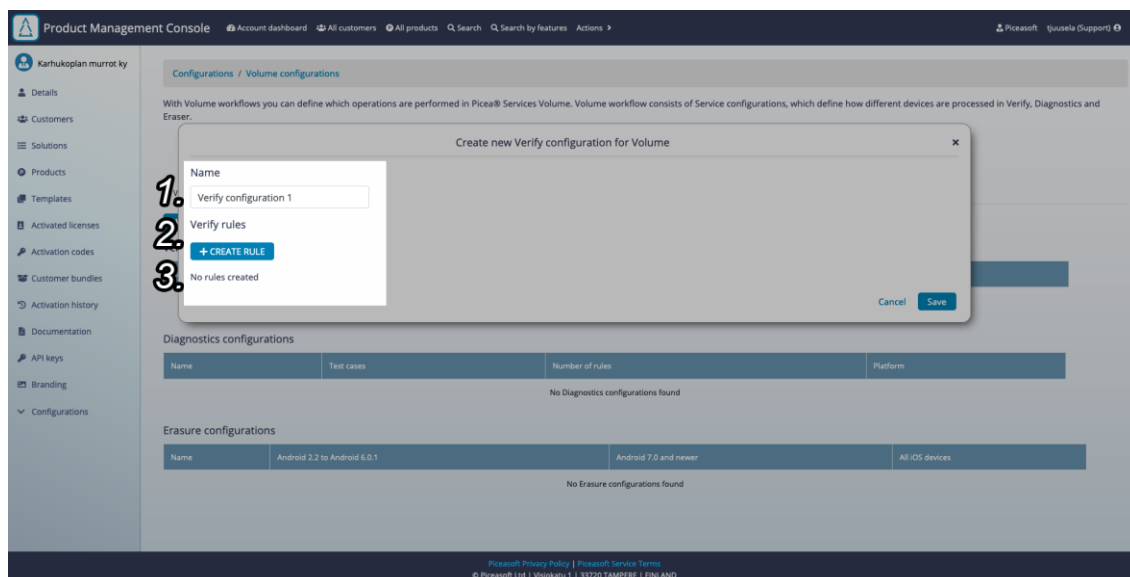 Product Management Console Account dashboard All customers All products Search Search by features Actions Piceasoft tjuusela (Support)
Karhukoplan murrot ky
Details
Customers
Solutions
Products
Templates
Activated licenses
Activation codes
Customer bundles
Activation history
Documentation
API keys
Branding
Configurations
Configurations / Volume configurations
With Volume workflows you can define which operations are performed in Picea® Services Volume. Volume workflow consists of Service configurations, which define how different devices are processed in Verify, Diagnostics and
Eraser.
Create new Verify configuration for Volume ×
Name
1. Verify configuration 1
2. Verify rules
+ CREATE RULE
3. No rules created
Cancel Save
Diagnostics configurations
Name Test cases Number of rules Platform
No Diagnostics configurations found
Erasure configurations
Name Android 2.2 to Android 6.0.1 Android 7.0 and newer All iOS devices
No Erasure configurations found
Piceasoft Privacy Policy | Piceasoft Service Terms
© Piceasoft Ltd | Visiokatu 1 | 33720 TAMPERE | FINLAND